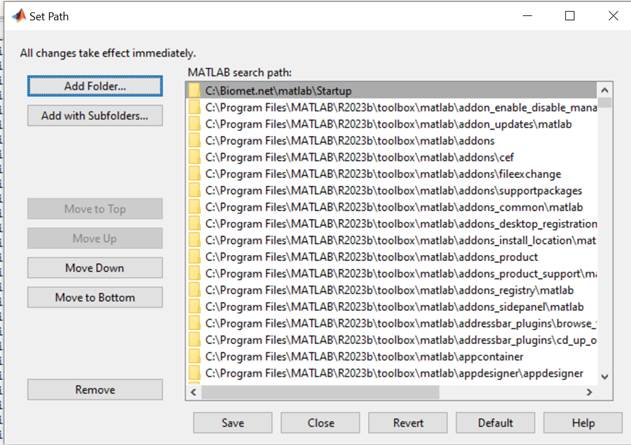 Set Path
All changes take effect immediately.
Add Folder...
Add with Subfolders...
Move to Top
Move Up
Move Down
Move to Bottom
Remove
MATLAB search path:
C:\Biomet.net\matlab\Startup
C:\Program Files\MATLAB\R2023b\toolbox\matlab\addon_enable_disable_mana
C:\Program Files\MATLAB\R2023b\toolbox\matlab\addon_updates\matlab
C:\Program Files\MATLAB\R2023b\toolbox\matlab\addons
C:\Program Files\MATLAB\R2023b\toolbox\matlab\addons\cef
C:\Program Files\MATLAB\R2023b\toolbox\matlab\addons\fileexchange
C:\Program Files\MATLAB\R2023b\toolbox\matlab\addons\supportpackages
C:\Program Files\MATLAB\R2023b\toolbox\matlab\addons_common\matlab
C:\Program Files\MATLAB\R2023b\toolbox\matlab\addons_desktop_registration
C:\Program Files\MATLAB\R2023b\toolbox\matlab\addons_install_location\mat
C:\Program Files\MATLAB\R2023b\toolbox\matlab\addons_product
C:\Program Files\MATLAB\R2023b\toolbox\matlab\addons_product_support\ma
C:\Program Files\MATLAB\R2023b\toolbox\matlab\addons_registry\matlab
C:\Program Files\MATLAB\R2023b\toolbox\matlab\addons_sidepanel\matlab
C:\Program Files\MATLAB\R2023b\toolbox\matlab\addressbar_plugins\browse_
C:\Program Files\MATLAB\R2023b\toolbox\matlab\addressbar_plugins\cd_up_o
C:\Program Files\MATLAB\R2023b\toolbox\matlab\appcontainer
C:\Program Files\MATLAB\R2023b\toolbox\matlab\appdesigner\appdesigner
Save
Close
Revert
Default
Help